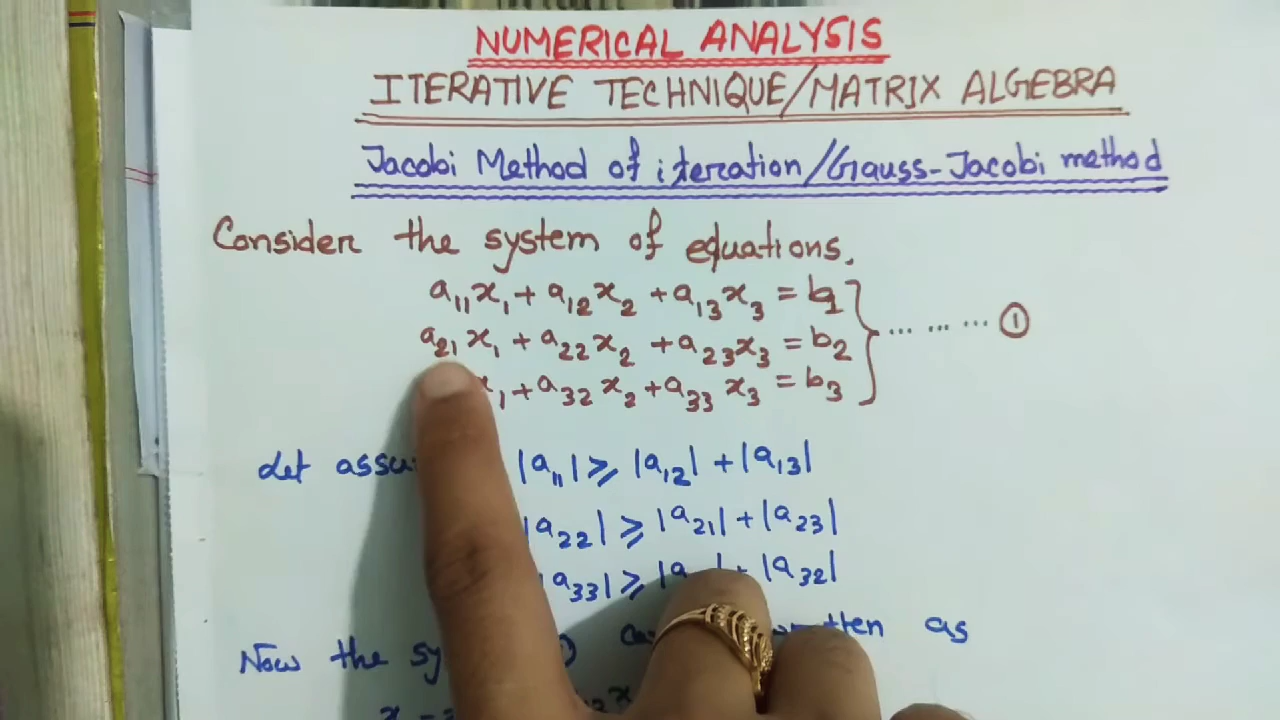 NUMERICAL ANALYSIS
ITERATIVE TECHNIQUE/MATRIX ALGEBRA
Jacobi Method of iteration/Gauss-Jacobi method
Consider the system of equations.
a₁₁x₁ + a₁₂x₂ + a₁₃x₃ = b₁
a₂₁x₁ + a₂₂x₂ + a₂₃x₃ = b₂ } ... ... ... ①
x₁ + a₃₂x₂ + a₃₃x₃ = b₃
Let |a₁₁| ≥ |a₁₂| + |a₁₃|
|a₂₂| ≥ |a₂₁| + |a₂₃|
|a₃₃| ≥ + |a₃₂|
Now the as